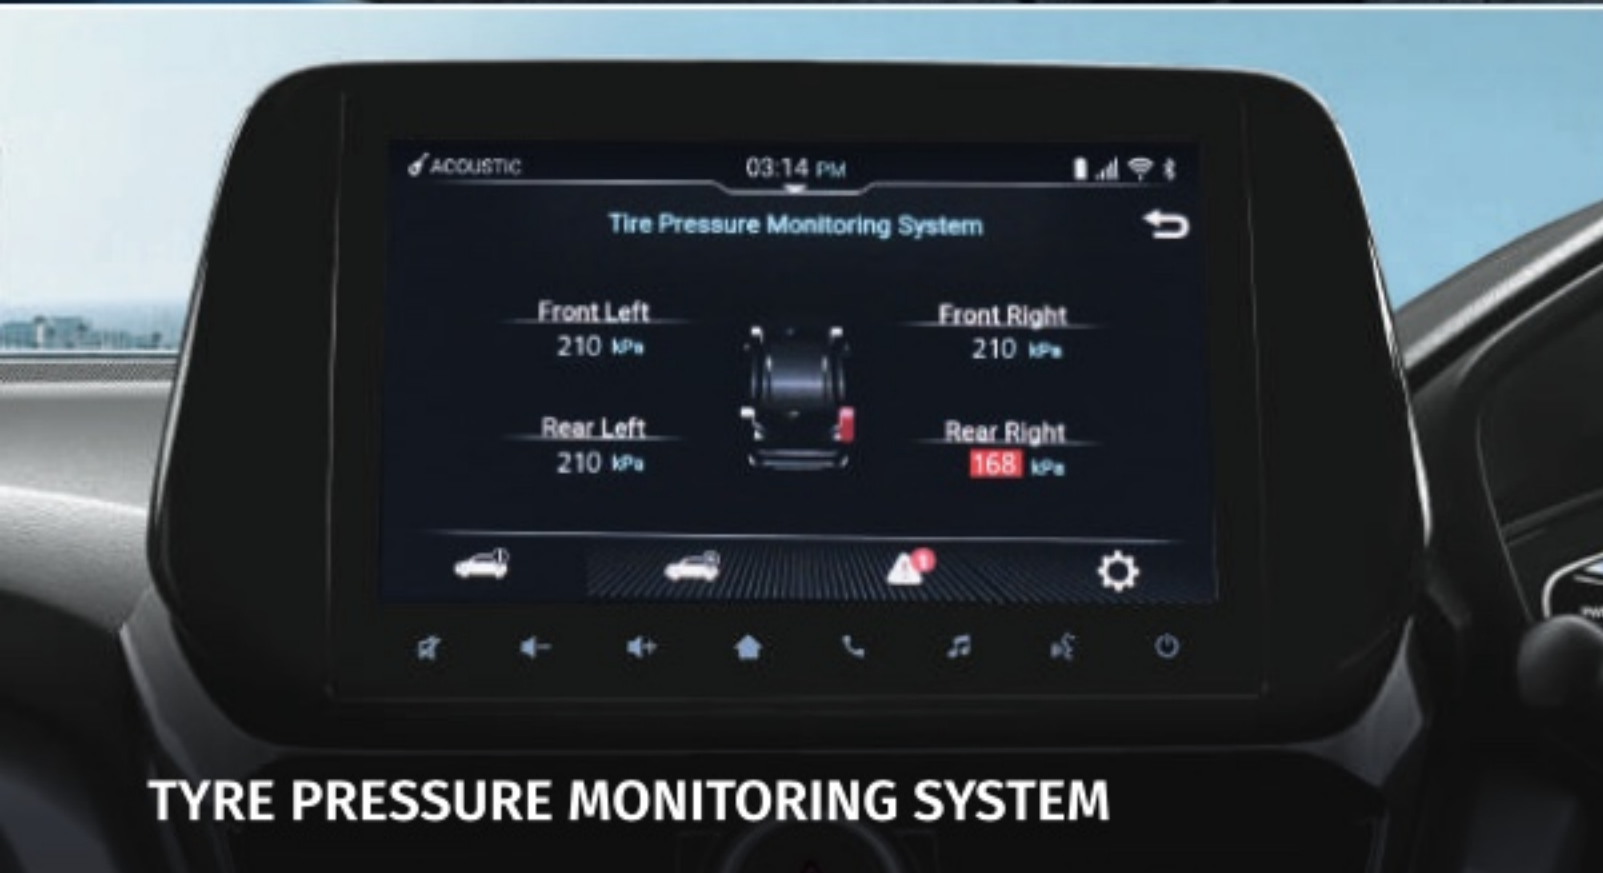 ACOUSTIC
03:14 PM
Tire Pressure Monitoring System
Front Left
210 kPa
Front Right
210 kPa
Rear Left
210 kPa
Rear Right
168 kPa
TYRE PRESSURE MONITORING SYSTEM